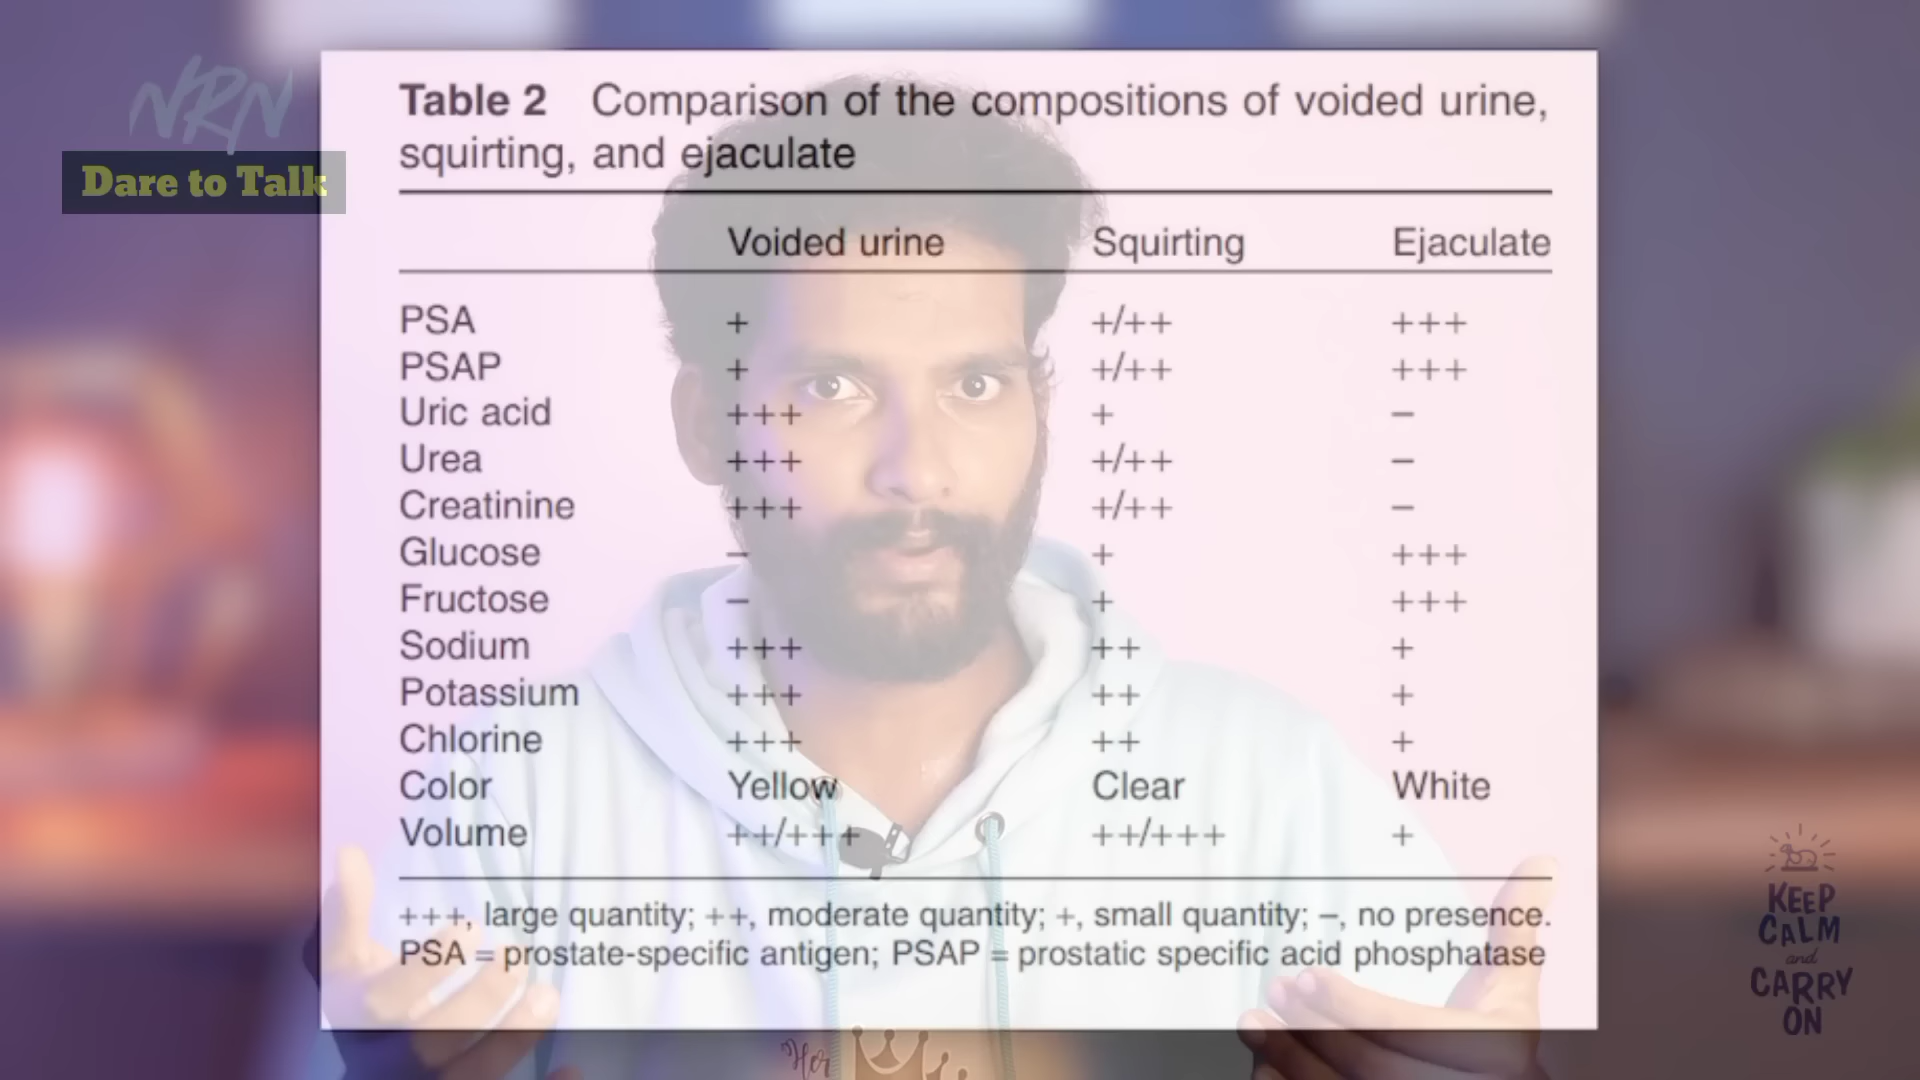 NRN
Dare to Talk
Table 2 Comparison of the compositions of voided urine,
squirting, and ejaculate
Voided urine Squirting Ejaculate
PSA + +/++ +++
PSAP + +/++ +++
Uric acid +++ + −
Urea +++ +/++ −
Creatinine +++ +/++ −
Glucose − + +++
Fructose − + +++
Sodium +++ ++ +
Potassium +++ ++ +
Chlorine +++ ++ +
Color Yellow Clear White
Volume ++/+++ ++/+++ +
+++, large quantity; ++, moderate quantity; +, small quantity; −, no presence.
PSA = prostate-specific antigen; PSAP = prostatic specific acid phosphatase
KEEP
CALM
and
CARRY
ON
Her